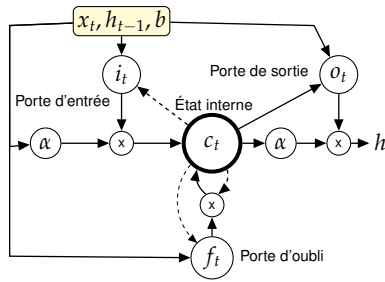 x_t, h_{t−1}, b
i_t
o_t
Porte de sortie
Porte d'entrée
État interne
α
x
c_t
α
x
h
x
f_t
Porte d'oubli